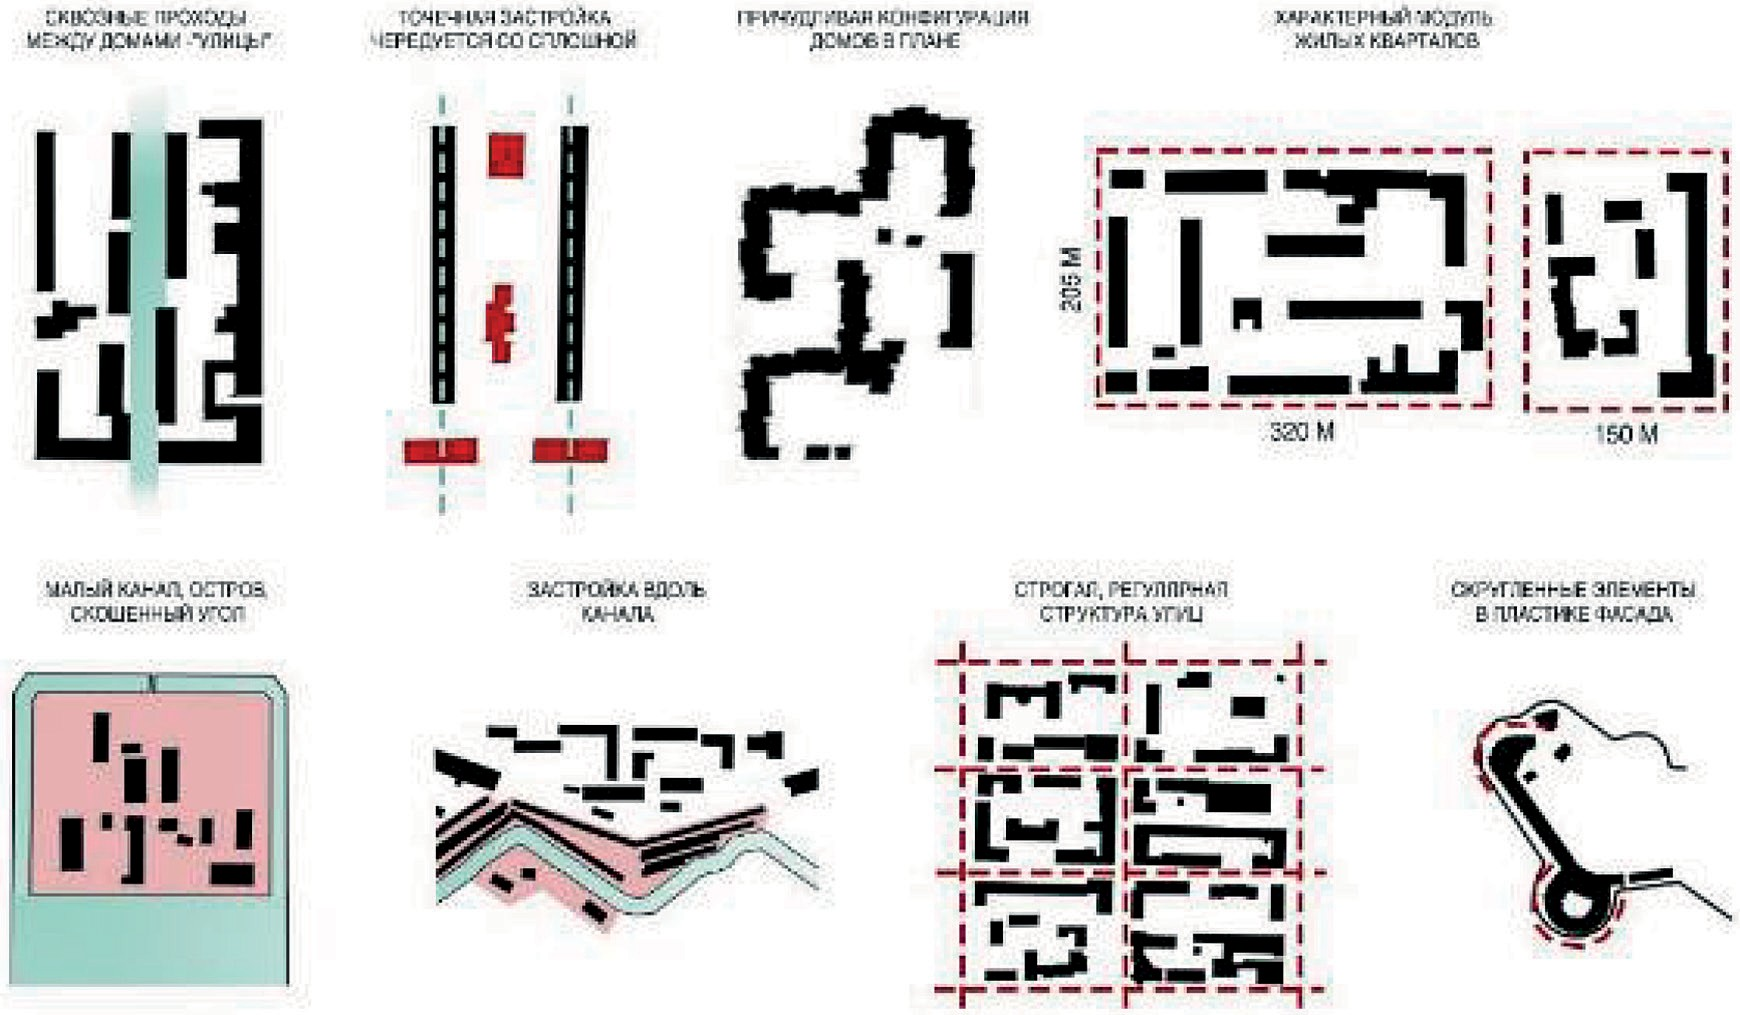 СКВОЗНЫЕ ПРОХОДЫ
МЕЖДУ ДОМАМИ -"УЛИЦЫ"
ТОЧЕЧНАЯ ЗАСТРОЙКА
ЧЕРЕДУЕТСЯ СО СПЛОШНОЙ
ПРИЧУДЛИВАЯ КОНФИГУРАЦИЯ
ДОМОВ В ПЛАНЕ
ХАРАКТЕРНЫЙ МОДУЛЬ
ЖИЛЫХ КВАРТАЛОВ
205 М
320 М
150 М
МАЛЫЙ КАНАЛ, ОСТРОВ,
СКОШЕННЫЙ УГОЛ
ЗАСТРОЙКА ВДОЛЬ
КАНАЛА
СТРОГАЯ, РЕГУЛЯРНАЯ
СТРУКТУРА УЛИЦ
СКРУГЛЕННЫЕ ЭЛЕМЕНТЫ
В ПЛАСТИКЕ ФАСАДА